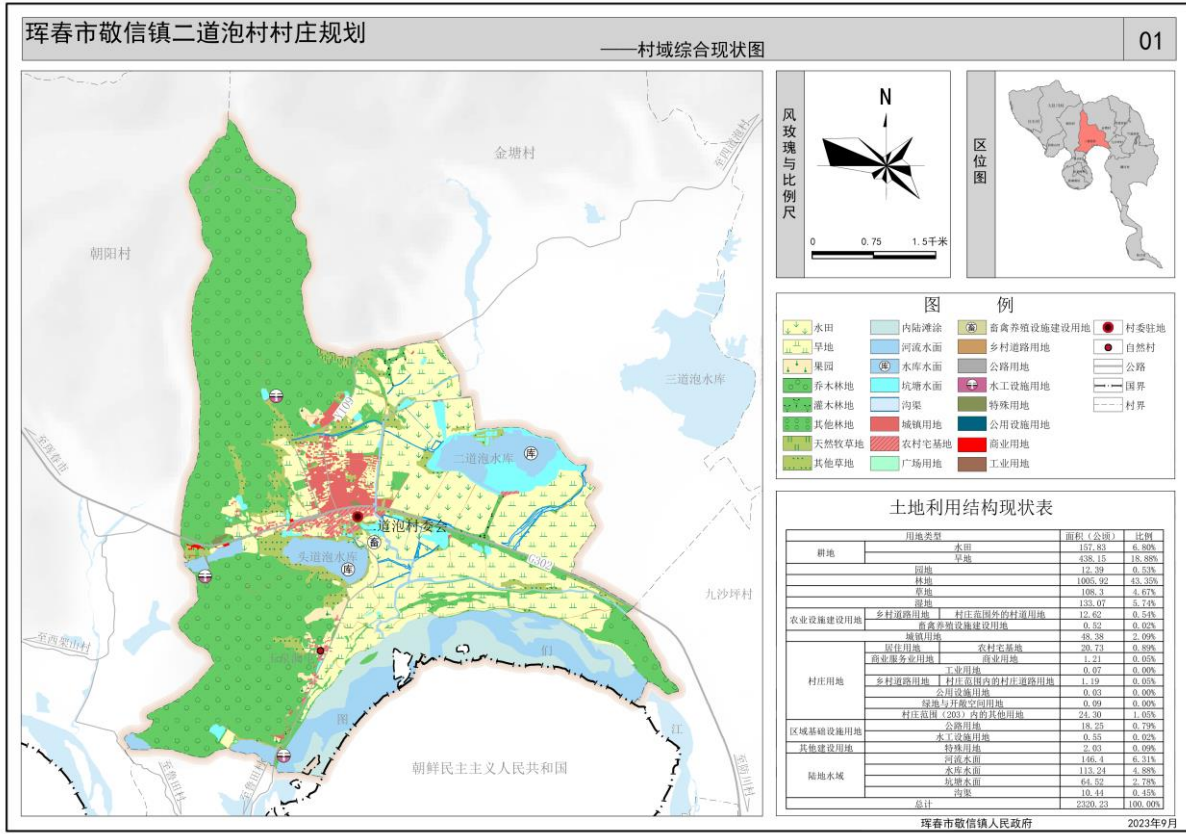 珲春市敬信镇二道泡村村庄规划
——村域综合现状图
01
金塘村
至四道泡村
朝阳村
三道泡水库
至珲春市
二道泡水库
库
道泡村委会
畜
头道泡水库
库
G302
九沙坪村
们
图
江
朝鲜民主主义人民共和国
至鲁田村
至防川村
风玫瑰与比例尺
N
0 0.75 1.5千米
区位图
图 例
水田
旱地
果园
乔木林地
灌木林地
其他林地
天然牧草地
其他草地
内陆滩涂
河流水面
库 水库水面
坑塘水面
沟渠
城镇用地
农村宅基地
广场用地
畜 畜禽养殖设施建设用地
乡村道路用地
公路用地
水工设施用地
特殊用地
公用设施用地
商业用地
工业用地
村委驻地
自然村
公路
国界
村界
土地利用结构现状表
用地类型 面积（公顷） 比例
耕地 水田 157.83 6.80%
旱地 438.15 18.88%
园地 12.39 0.53%
林地 1005.92 43.35%
草地 108.3 4.67%
湿地 133.07 5.74%
农业设施建设用地 乡村道路用地 村庄范围外的村道用地 12.62 0.54%
畜禽养殖设施建设用地 0.52 0.02%
城镇用地 48.38 2.09%
村庄用地 居住用地 农村宅基地 20.73 0.89%
商业服务业用地 商业用地 1.21 0.05%
工业用地 0.07 0.00%
乡村道路用地 村庄范围内的村庄道路用地 1.19 0.05%
公用设施用地 0.03 0.00%
绿地与开敞空间用地 0.09 0.00%
村庄范围（203）内的其他用地 24.30 1.05%
区域基础设施用地 公路用地 18.25 0.79%
水工设施用地 0.55 0.02%
其他建设用地 特殊用地 2.03 0.09%
陆地水域 河流水面 146.4 6.31%
水库水面 113.24 4.88%
坑塘水面 64.52 2.78%
沟渠 10.44 0.45%
总计 2320.23 100.00%
珲春市敬信镇人民政府 2023年9月